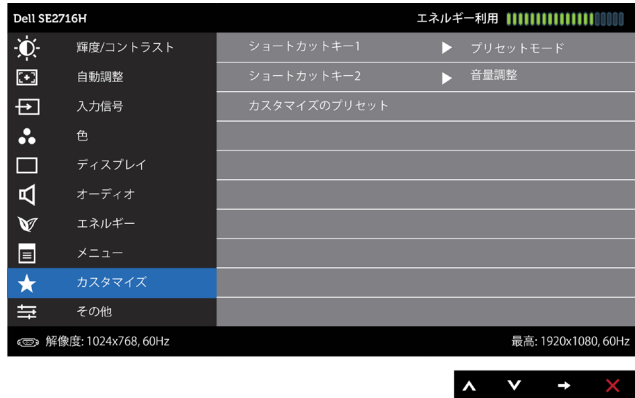 Dell SE2716H エネルギー利用
輝度/コントラスト ショートカットキー1 プリセットモード
自動調整 ショートカットキー2 音量調整
入力信号 カスタマイズのプリセット
色
ディスプレイ
オーディオ
エネルギー
メニュー
カスタマイズ
その他
解像度: 1024x768, 60Hz 最高: 1920x1080, 60Hz